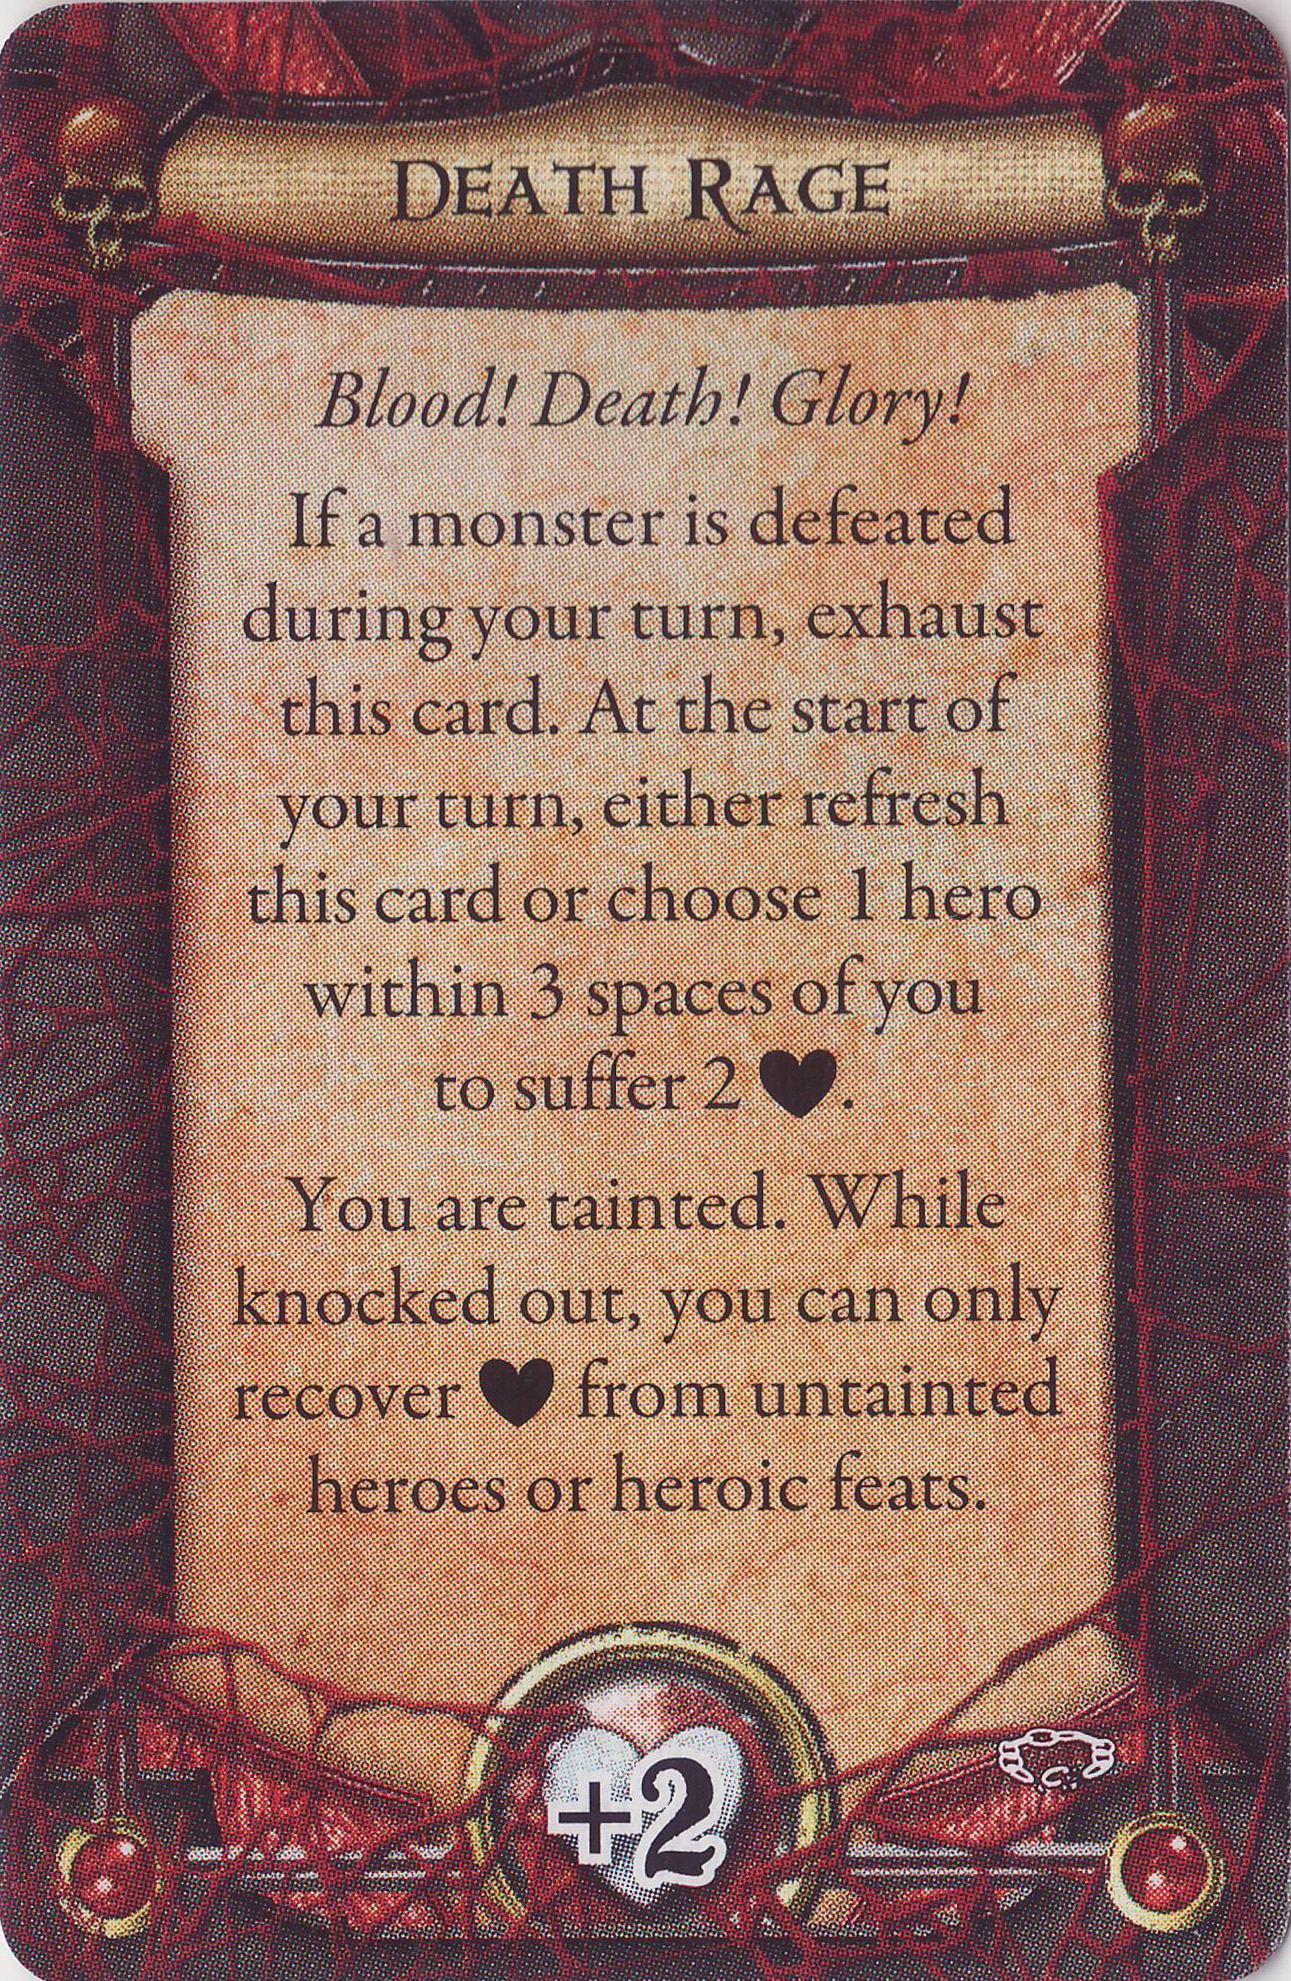 Death Rage
Blood! Death! Glory!
If a monster is defeated
during your turn, exhaust
this card. At the start of
your turn, either refresh
this card or choose 1 hero
within 3 spaces of you
to suffer 2 ♥.
You are tainted. While
knocked out, you can only
recover ♥ from untainted
heroes or heroic feats.
+2